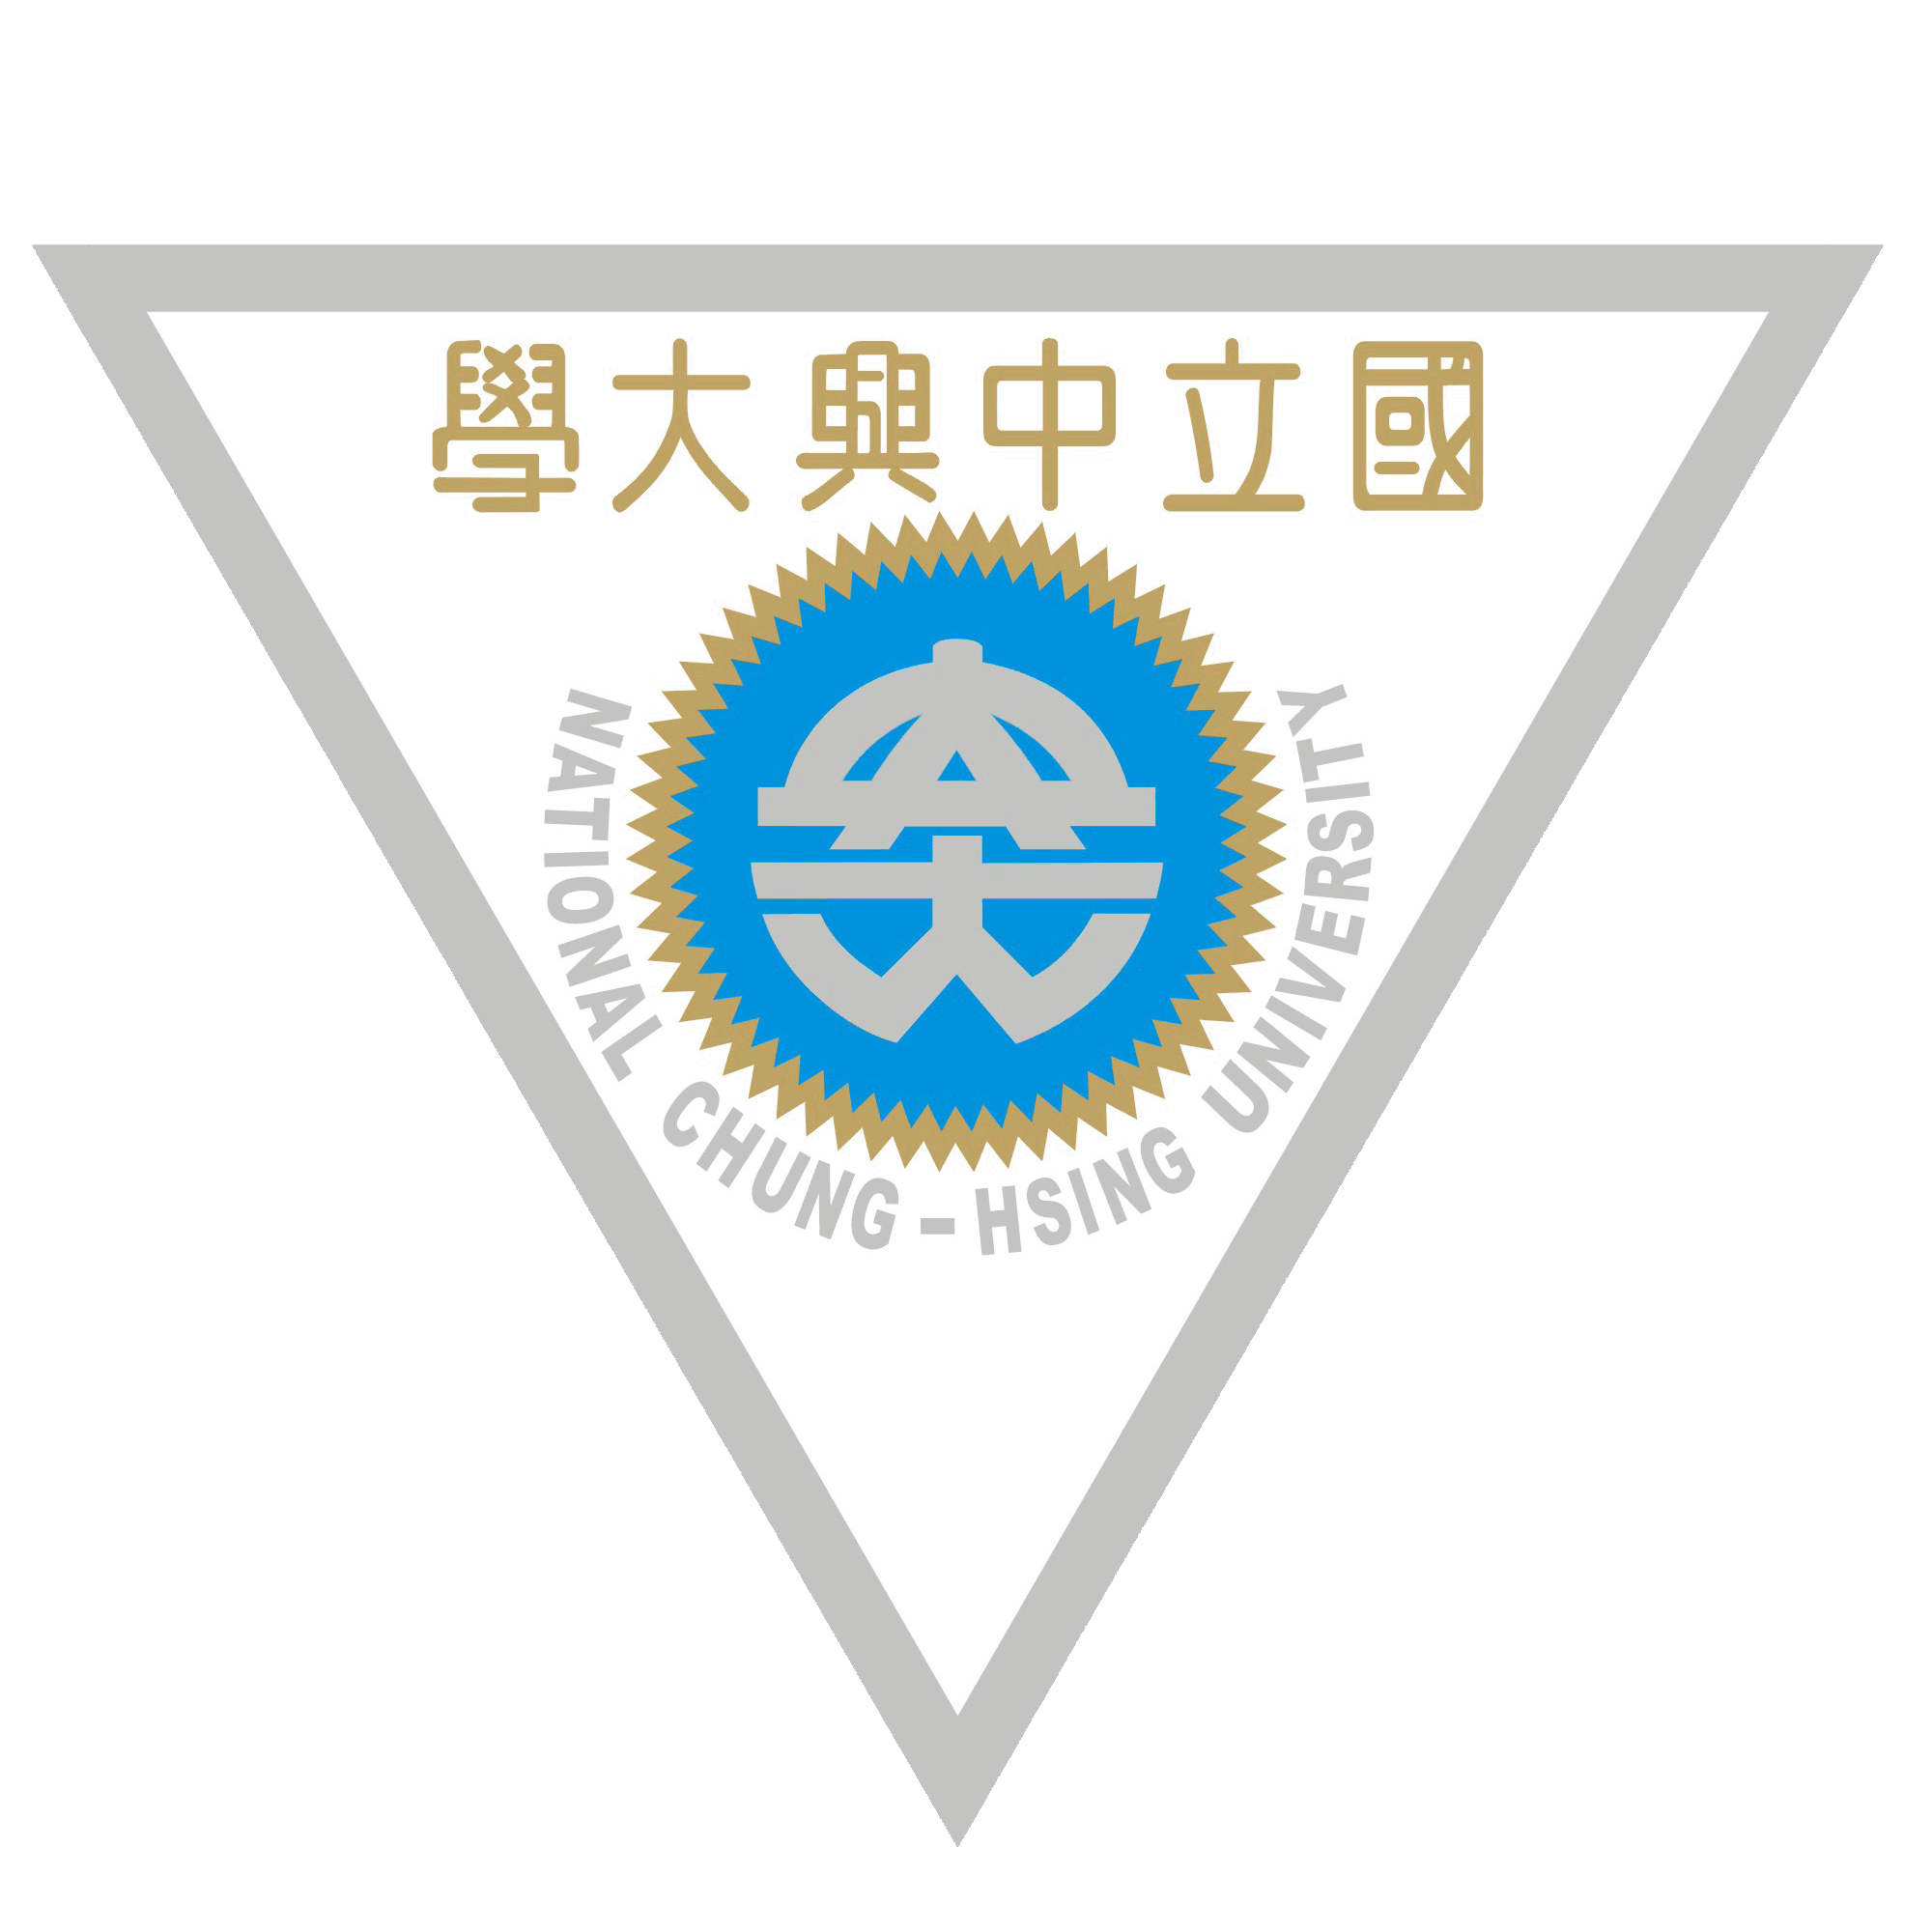 國立中興大學
NATIONAL CHUNG-HSING UNIVERSITY